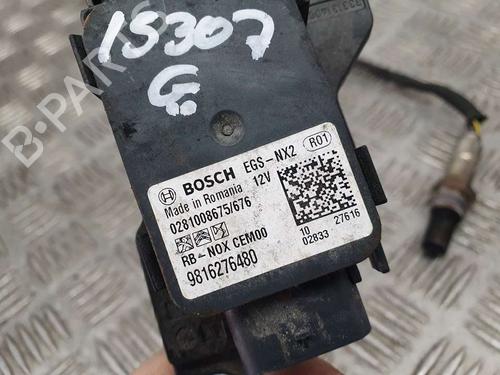 15307
G.
B-PARTS
BOSCH EGS-NX2 R01
Made in Romania 12V
0281008675/676
RB-NOX CEM00
9816276480
27616
10
02833